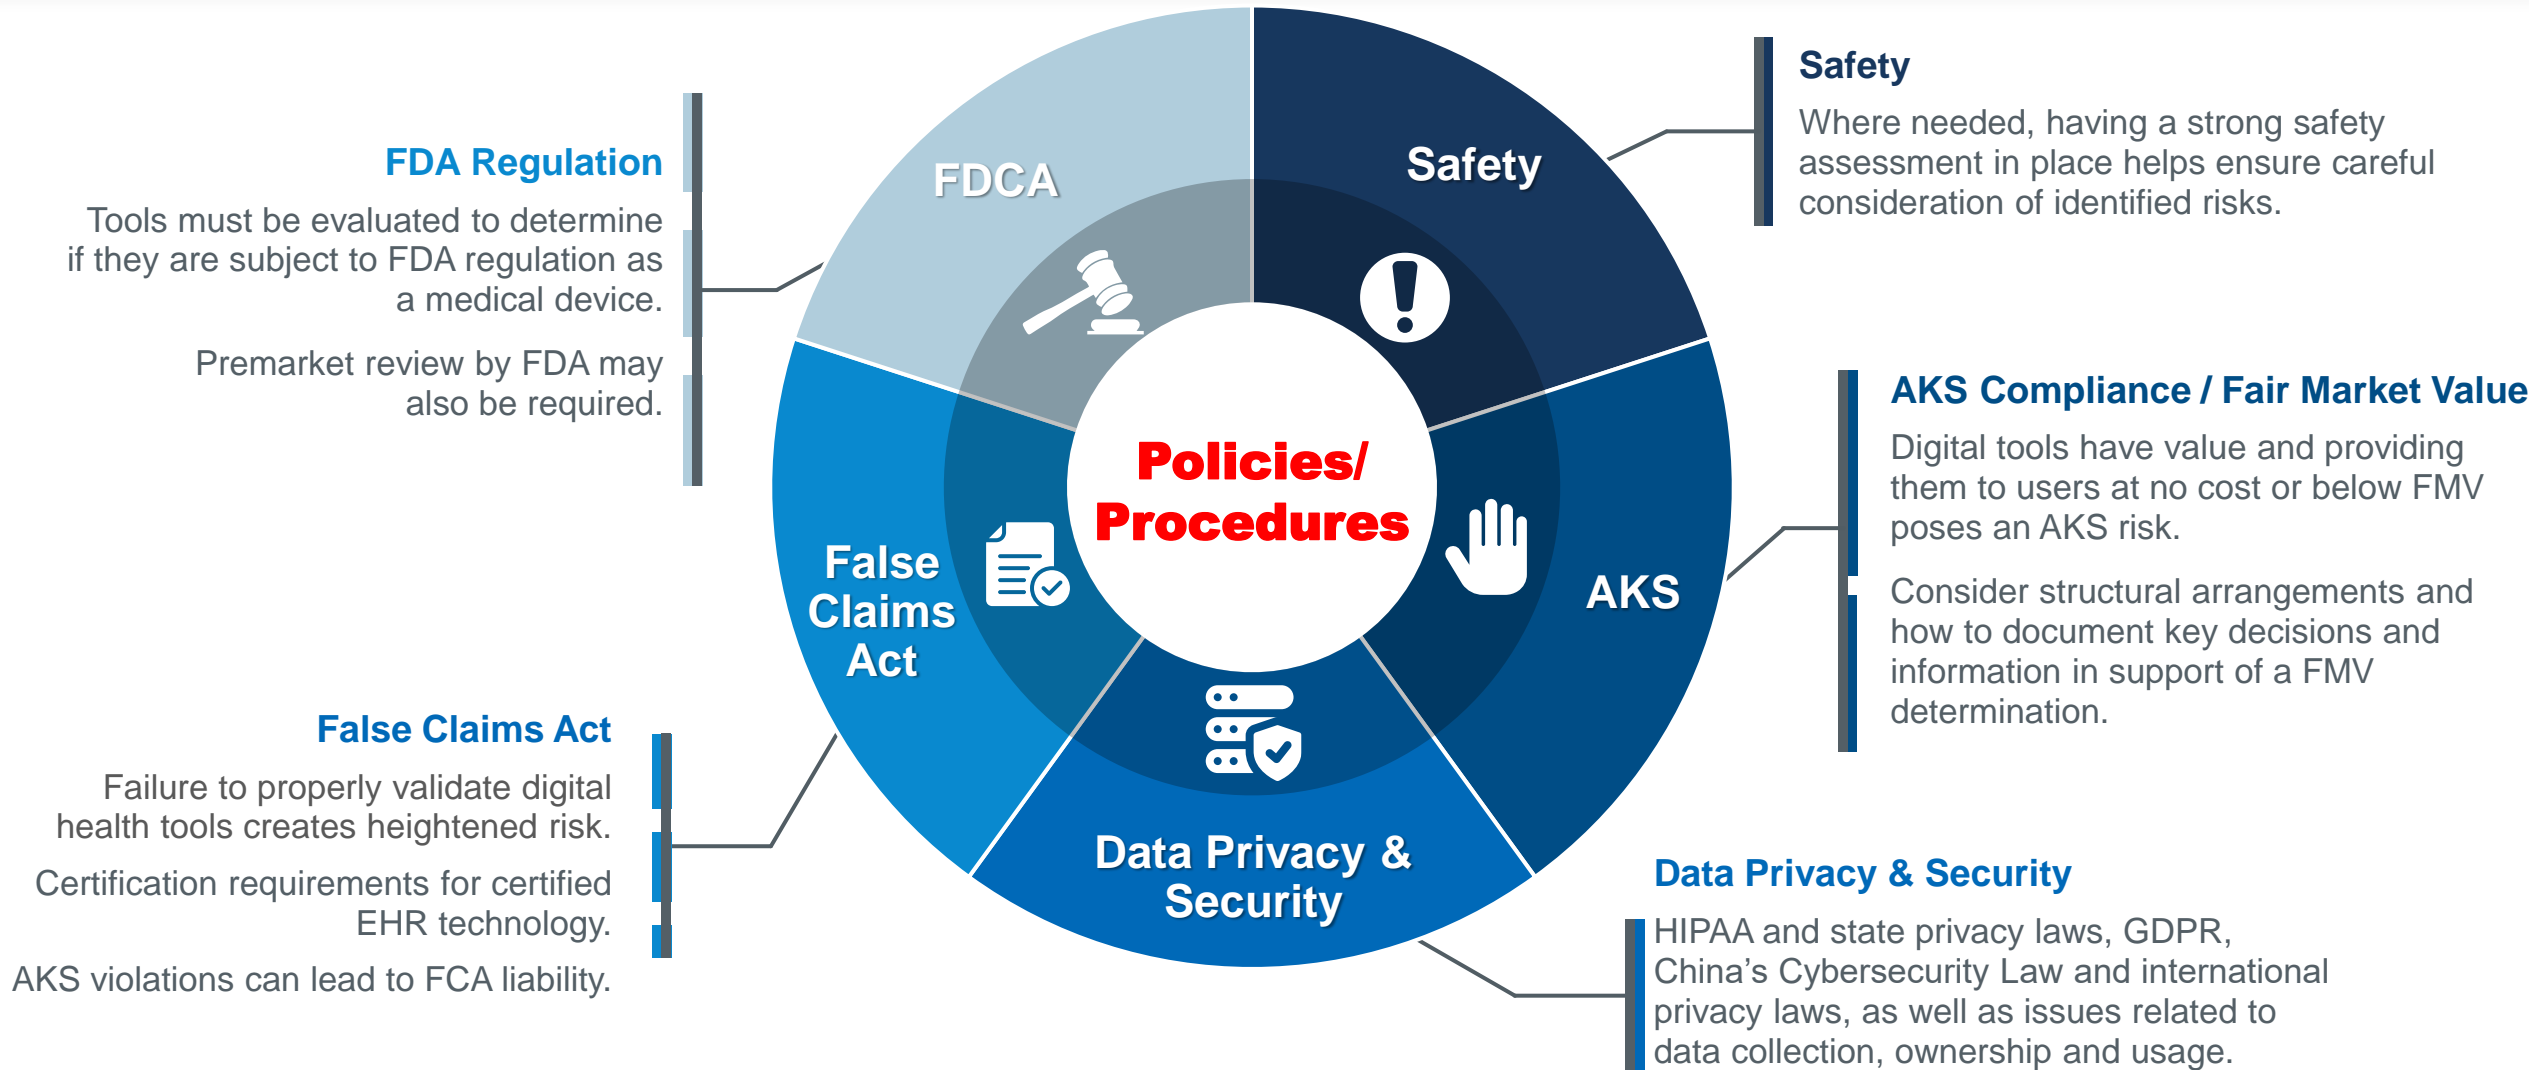 FDA Regulation
Tools must be evaluated to determine
if they are subject to FDA regulation as
a medical device.
Premarket review by FDA may
also be required.
False Claims Act
Failure to properly validate digital
health tools creates heightened risk.
Certification requirements for certified
EHR technology.
AKS violations can lead to FCA liability.
FDCA
Safety
False
Claims
Act
AKS
Data Privacy &
Security
Policies/
Procedures
Safety
Where needed, having a strong safety
assessment in place helps ensure careful
consideration of identified risks.
AKS Compliance / Fair Market Value
Digital tools have value and providing
them to users at no cost or below FMV
poses an AKS risk.
Consider structural arrangements and
how to document key decisions and
information in support of a FMV
determination.
Data Privacy & Security
HIPAA and state privacy laws, GDPR,
China’s Cybersecurity Law and international
privacy laws, as well as issues related to
data collection, ownership and usage.